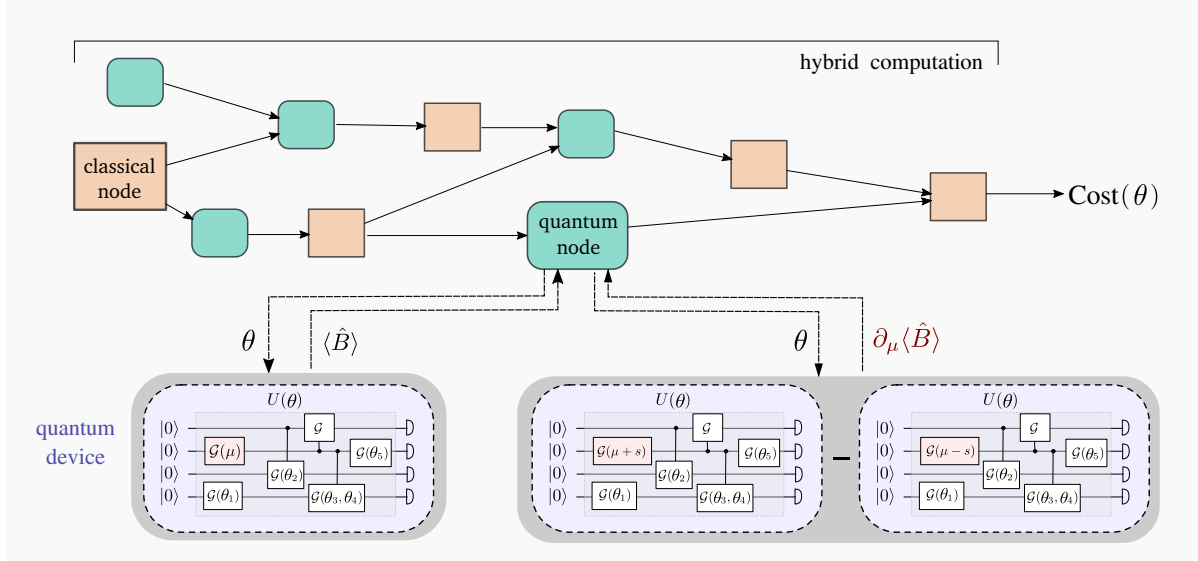 hybrid computation
classical
node
Cost(θ)
quantum
node
θ
⟨B̂⟩
θ
∂μ⟨B̂⟩
quantum
device
U(θ)
|0⟩
|0⟩
|0⟩
|0⟩
𝒢
𝒢(μ)
𝒢(θ₅)
𝒢(θ₂)
𝒢(θ₁)
𝒢(θ₃, θ₄)
U(θ)
|0⟩
|0⟩
|0⟩
|0⟩
𝒢
𝒢(μ + s)
𝒢(θ₅)
𝒢(θ₂)
𝒢(θ₁)
𝒢(θ₃, θ₄)
−
U(θ)
|0⟩
|0⟩
|0⟩
|0⟩
𝒢
𝒢(μ − s)
𝒢(θ₅)
𝒢(θ₂)
𝒢(θ₁)
𝒢(θ₃, θ₄)